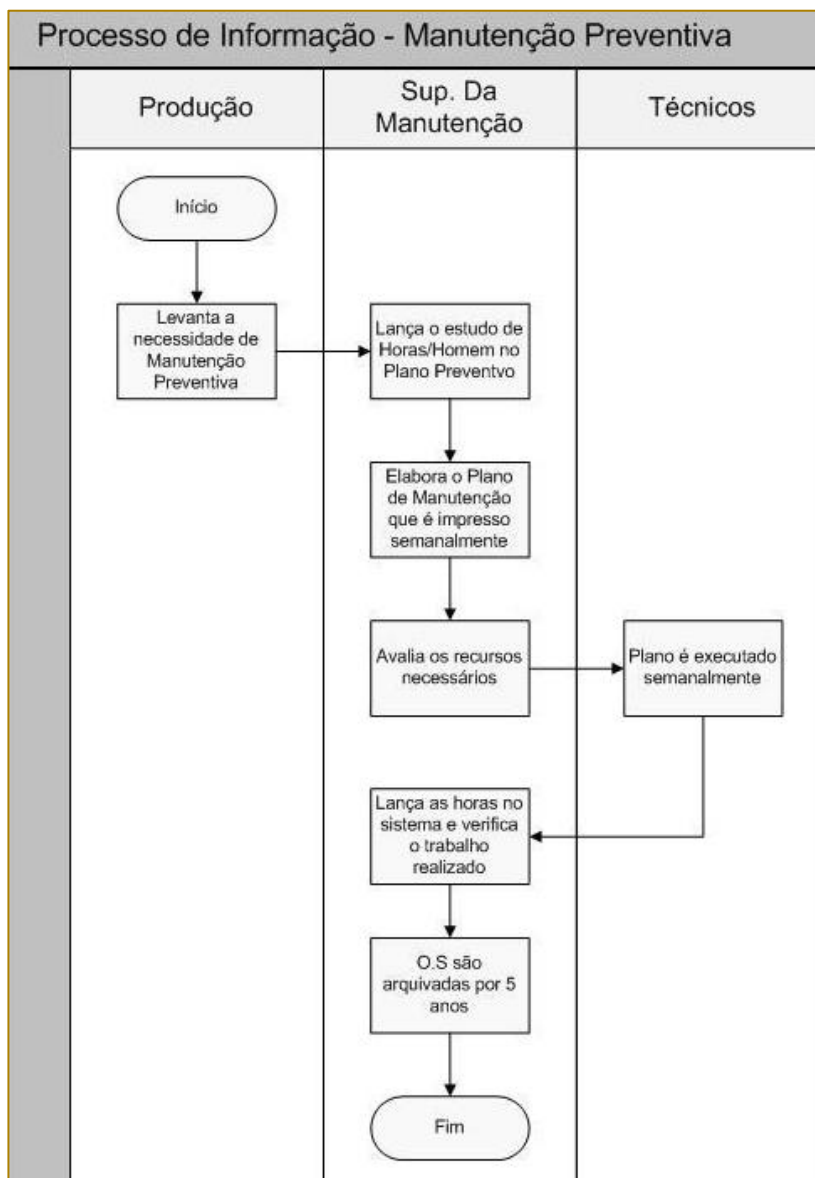 Processo de Informação - Manutenção Preventiva
Produção
Sup. Da
Manutenção
Técnicos
Início
Levanta a
necessidade de
Manutenção
Preventiva
Lança o estudo de
Horas/Homem no
Plano Preventvo
Elabora o Plano
de Manutenção
que é impresso
semanalmente
Avalia os recursos
necessários
Plano é executado
semanalmente
Lança as horas no
sistema e verifica
o trabalho
realizado
O.S são
arquivadas por 5
anos
Fim